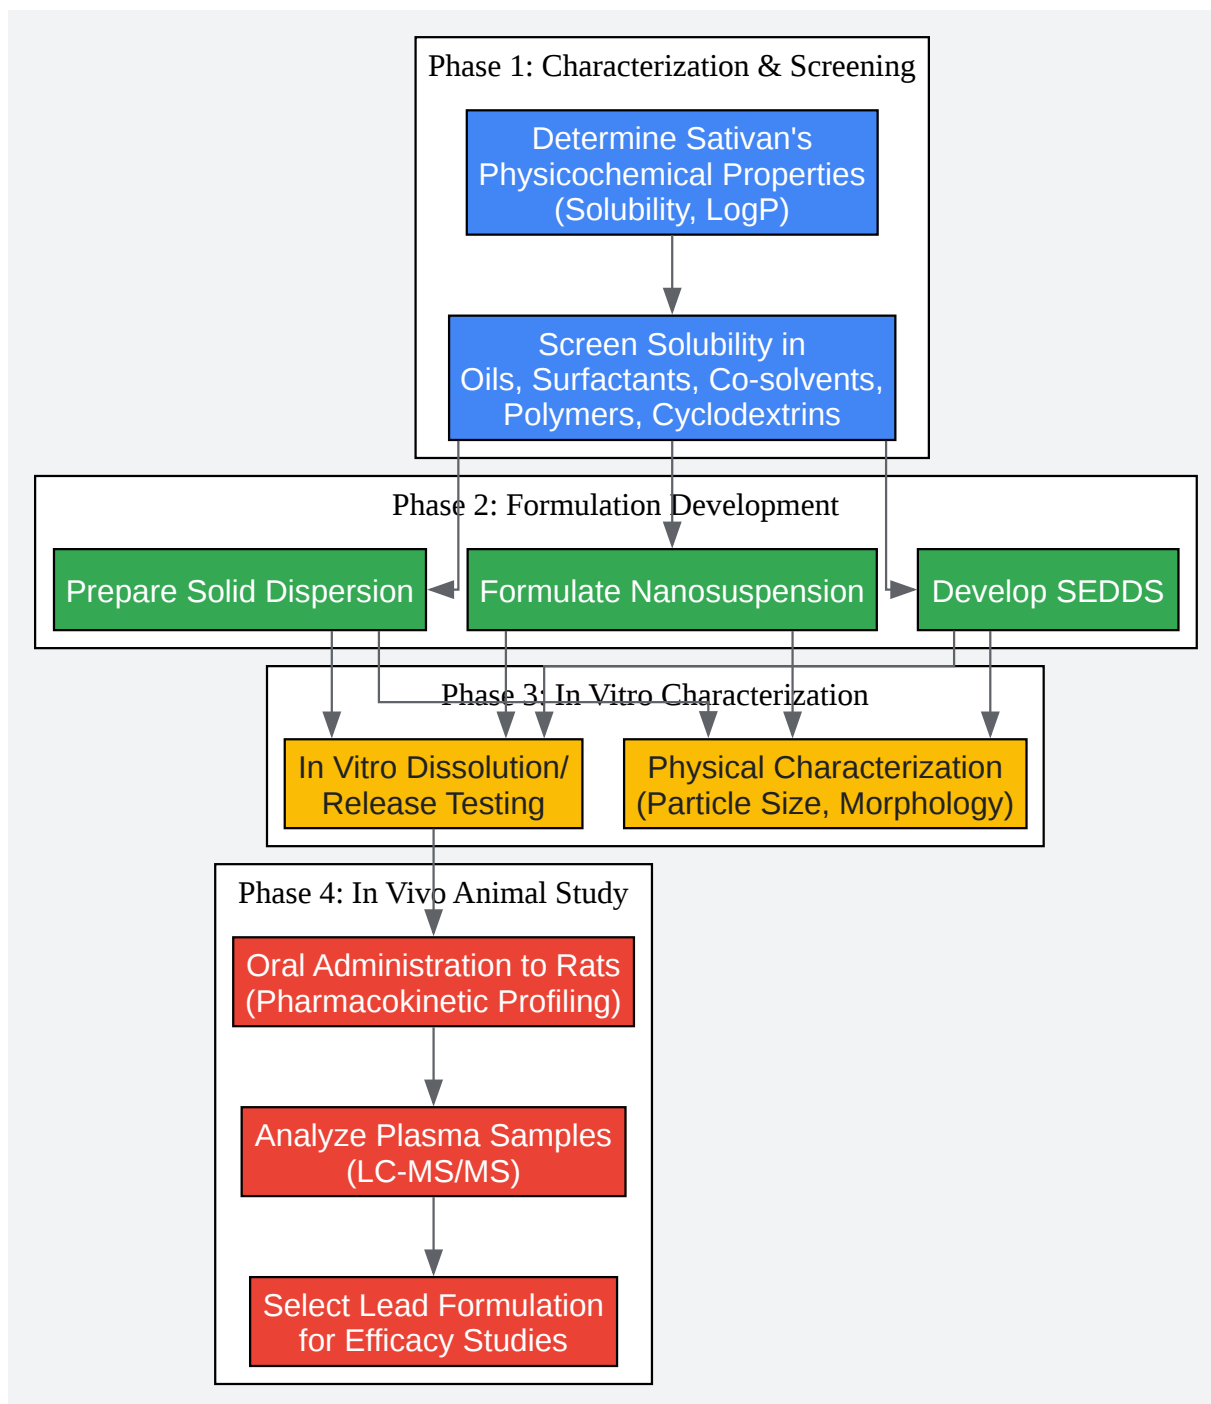 Phase 1: Characterization & Screening
Determine Sativan's
Physicochemical Properties
(Solubility, LogP)
Screen Solubility in
Oils, Surfactants, Co-solvents,
Polymers, Cyclodextrins
Phase 2: Formulation Development
Prepare Solid Dispersion
Formulate Nanosuspension
Develop SEDDS
Phase 3: In Vitro Characterization
In Vitro Dissolution/
Release Testing
Physical Characterization
(Particle Size, Morphology)
Phase 4: In Vivo Animal Study
Oral Administration to Rats
(Pharmacokinetic Profiling)
Analyze Plasma Samples
(LC-MS/MS)
Select Lead Formulation
for Efficacy Studies